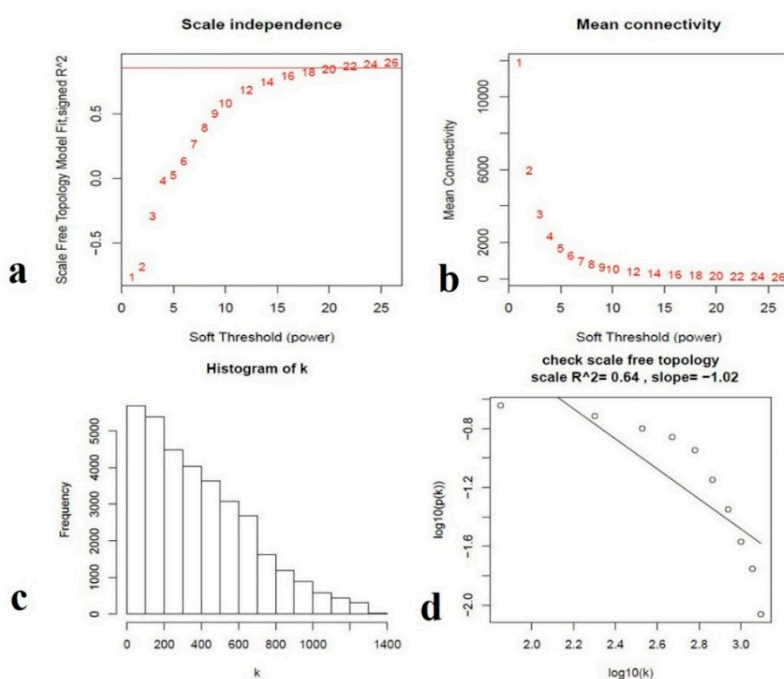 Scale independence
Scale Free Topology Model Fit,signed R^2
0.5
0.0
−0.5
1 2 3 4 5 6 7 8 9 10 12 14 16 18 20 22 24 26
0 5 10 15 20 25
Soft Threshold (power)
a
Mean connectivity
Mean Connectivity
12000
8000
6000
4000
2000
0
1 2 3 4 5 6 7 8 9 10 12 14 16 18 20 22 24 26
0 5 10 15 20 25
Soft Threshold (power)
b
Histogram of k
Frequency
5000
4000
3000
2000
1000
0
0 200 400 600 800 1000 1400
k
c
check scale free topology
scale R^2= 0.64 , slope= −1.02
log10(p(k))
−0.8
−1.2
−1.6
−2.0
2.0 2.2 2.4 2.6 2.8 3.0
log10(k)
d